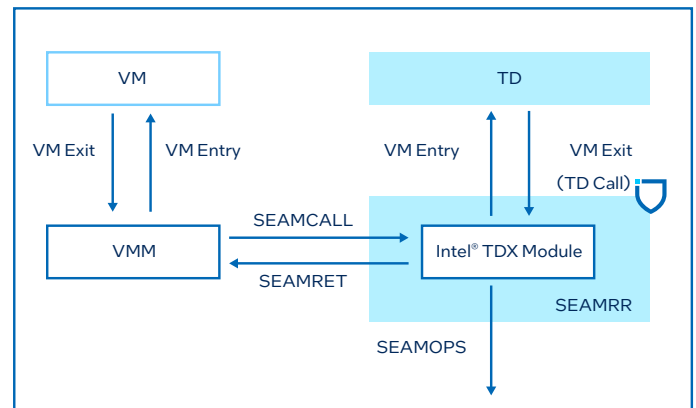 VM
TD
VM Exit
VM Entry
VM Entry
VM Exit
(TD Call)
SEAMCALL
VMM
Intel® TDX Module
SEAMRET
SEAMRR
SEAMOPS